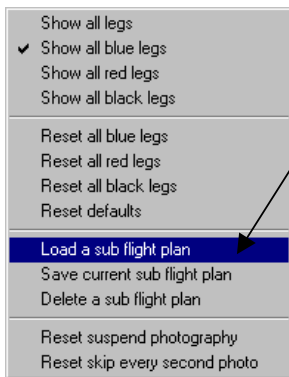 Show all legs
Show all blue legs
Show all red legs
Show all black legs
Reset all blue legs
Reset all red legs
Reset all black legs
Reset defaults
Load a sub flight plan
Save current sub flight plan
Delete a sub flight plan
Reset suspend photography
Reset skip every second photo